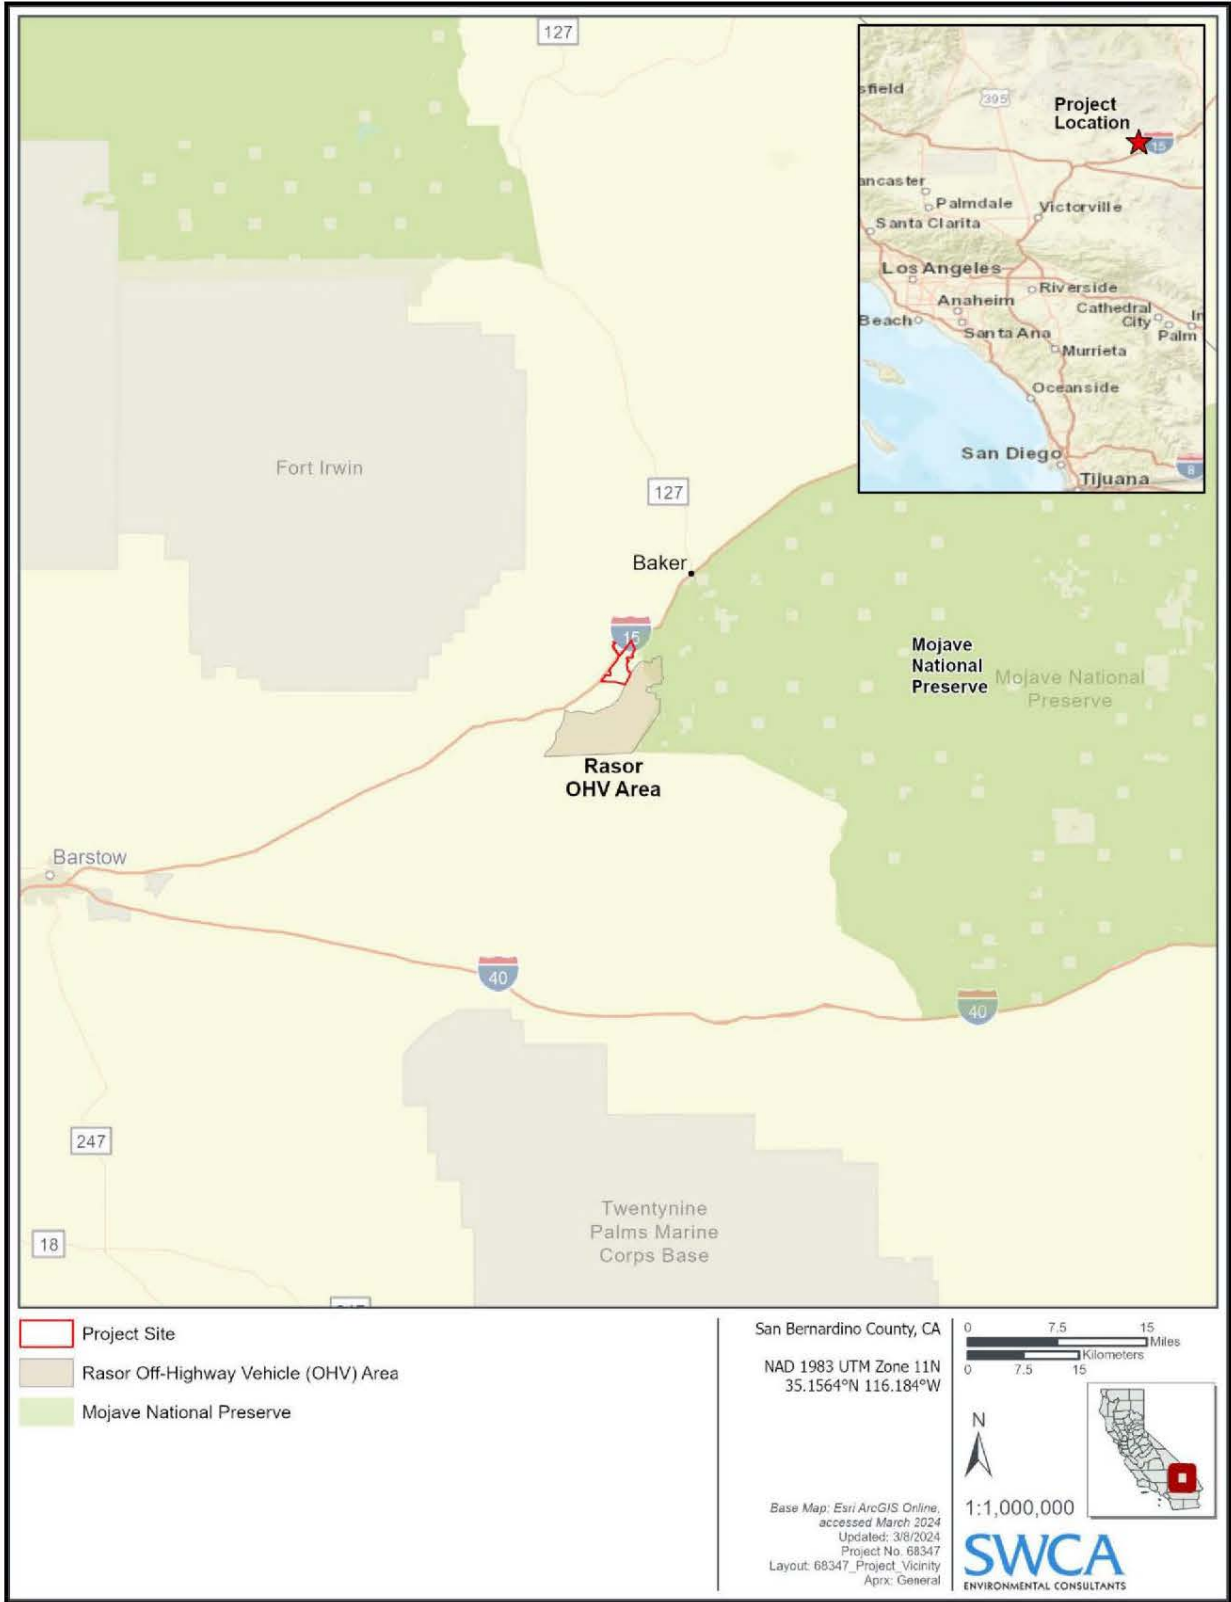 127
sfield
395
Project
Location
15
ancaster
Palmdale
Victorville
Santa Clarita
Los Angeles
Riverside
Anaheim
Cathedral
City
In
Beach
Santa Ana
Palm
Murrieta
Oceanside
San Diego
8
Tijuana
Fort Irwin
127
Baker
15
Mojave
National
Preserve
Mojave National
Preserve
Rasor
OHV Area
Barstow
40
40
247
Twentynine
Palms Marine
Corps Base
18
Project Site
Rasor Off-Highway Vehicle (OHV) Area
Mojave National Preserve
San Bernardino County, CA
NAD 1983 UTM Zone 11N
35.1564°N 116.184°W
Base Map: Esri ArcGIS Online,
accessed March 2024
Updated: 3/8/2024
Project No. 68347
Layout: 68347_Project_Vicinity
Aprx: General
0 7.5 15
Miles
Kilometers
0 7.5 15
N
1:1,000,000
SWCA
ENVIRONMENTAL CONSULTANTS